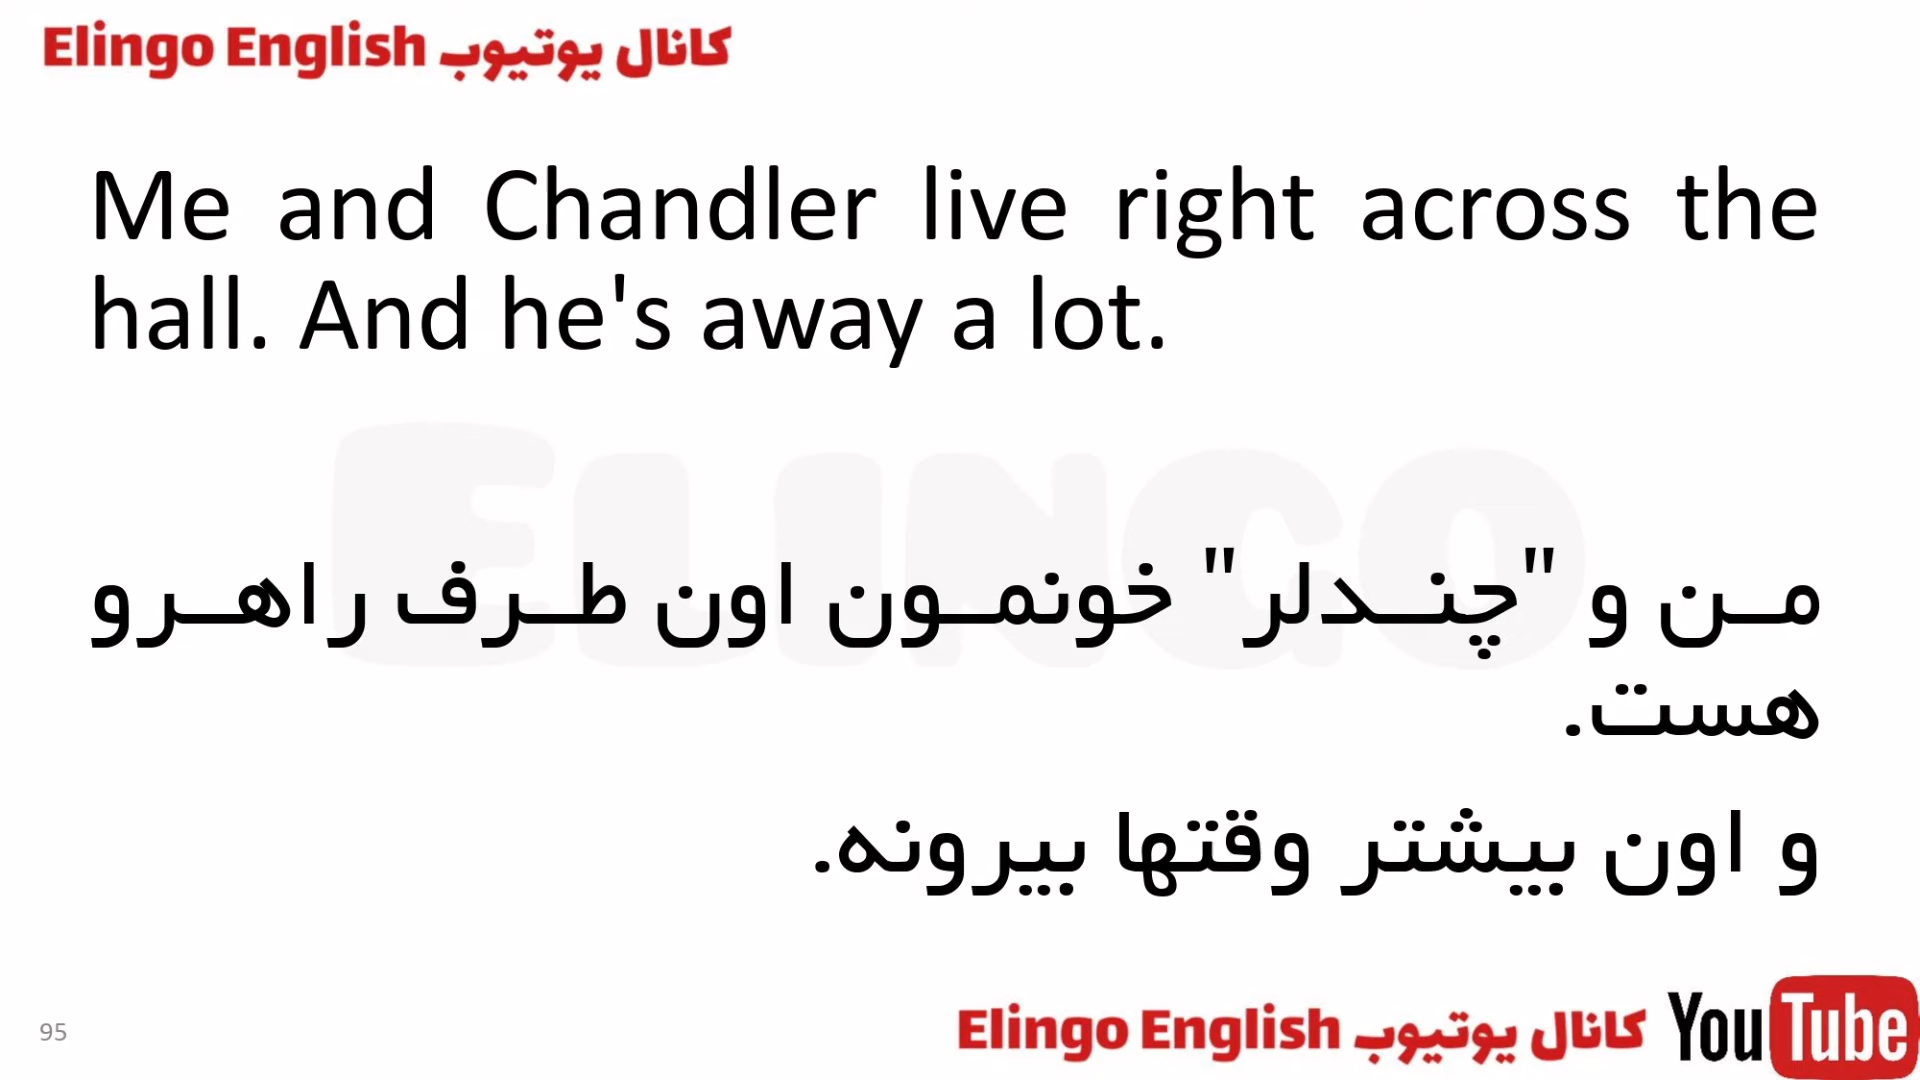 Elingo English کانال یوتیوب
Me and Chandler live right across the
hall. And he's away a lot.
ELINGO
من و "چندلر" خونمون اون طرف راهرو
هست.
و اون بیشتر وقتها بیرونه.
95
Elingo English کانال یوتیوب YouTube